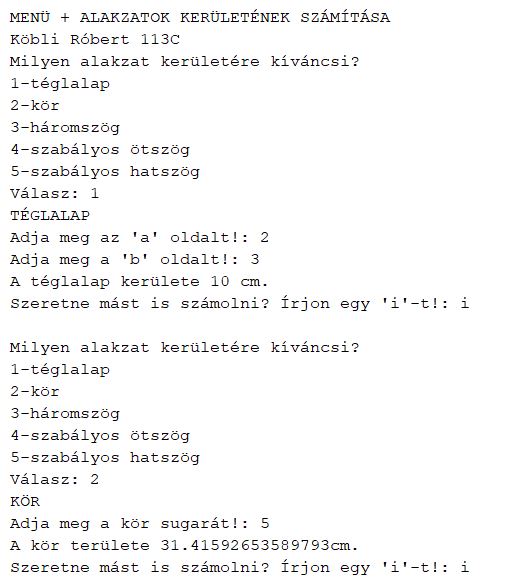 MENÜ + ALAKZATOK KERÜLETÉNEK SZÁMÍTÁSA
Köbli Róbert 113C
Milyen alakzat kerületére kíváncsi?
1-téglalap
2-kör
3-háromszög
4-szabályos ötszög
5-szabályos hatszög
Válasz: 1
TÉGLALAP
Adja meg az 'a' oldalt!: 2
Adja meg a 'b' oldalt!: 3
A téglalap kerülete 10 cm.
Szeretne mást is számolni? Írjon egy 'i'-t!: i
Milyen alakzat kerületére kíváncsi?
1-téglalap
2-kör
3-háromszög
4-szabályos ötszög
5-szabályos hatszög
Válasz: 2
KÖR
Adja meg a kör sugarát!: 5
A kör területe 31.41592653589793cm.
Szeretne mást is számolni? Írjon egy 'i'-t!: i